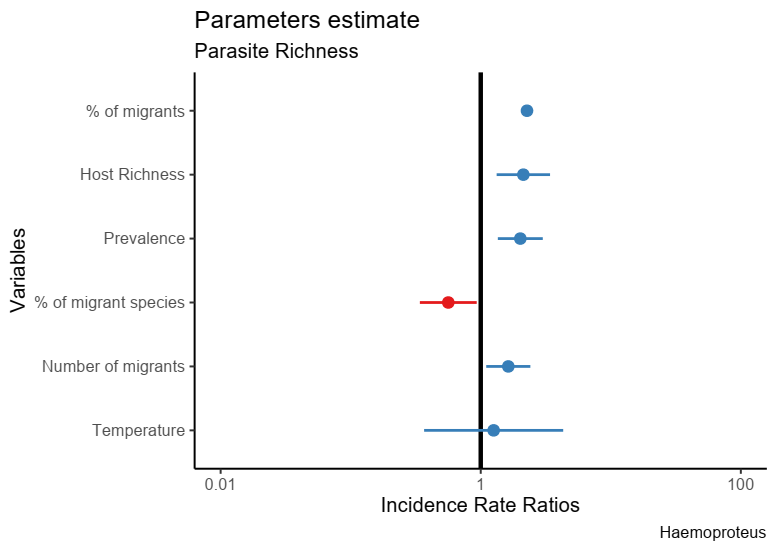 Parameters estimate
Parasite Richness
Variables
% of migrants
Host Richness
Prevalence
% of migrant species
Number of migrants
Temperature
0.01 1 100
Incidence Rate Ratios
Haemoproteus